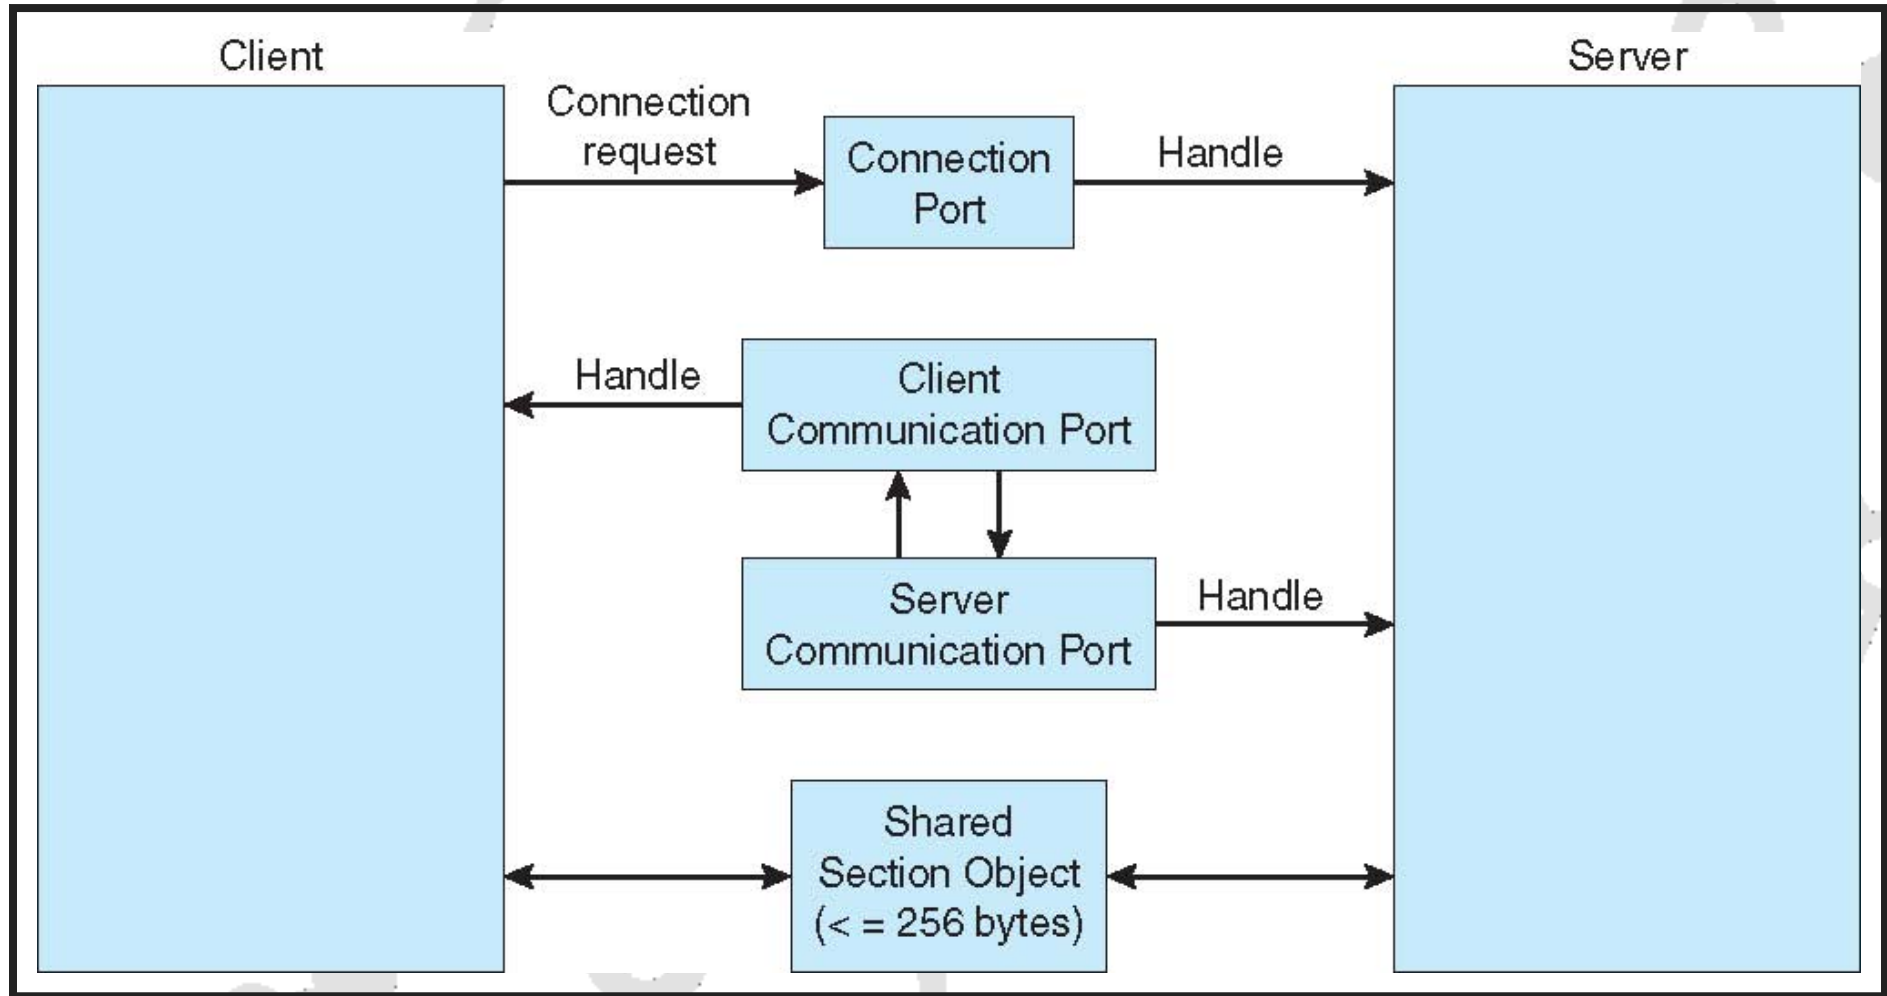 Client
Server
Connection
request
Connection
Port
Handle
Handle
Client
Communication Port
Server
Communication Port
Handle
Shared
Section Object
(< = 256 bytes)